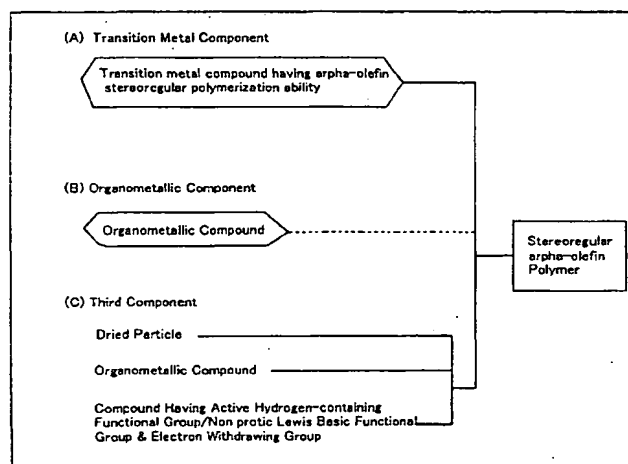 (A) Transition Metal Component
Transition metal compound having arpha-olefin
stereoregular polymerization ability
(B) Organometallic Component
Organometallic Compound
Stereoregular
arpha-olefin
Polymer
(C) Third Component
Dried Particle
Organometallic Compound
Compound Having Active Hydrogen-containing
Functional Group/Non protic Lewis Basic Functional
Group & Electron Withdrawing Group